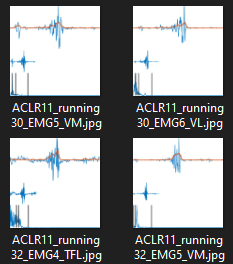 ACLR11_running
30_EMG5_VM.jpg
ACLR11_running
30_EMG6_VL.jpg
ACLR11_running
32_EMG4_TFL.jpg
ACLR11_running
32_EMG5_VM.jpg